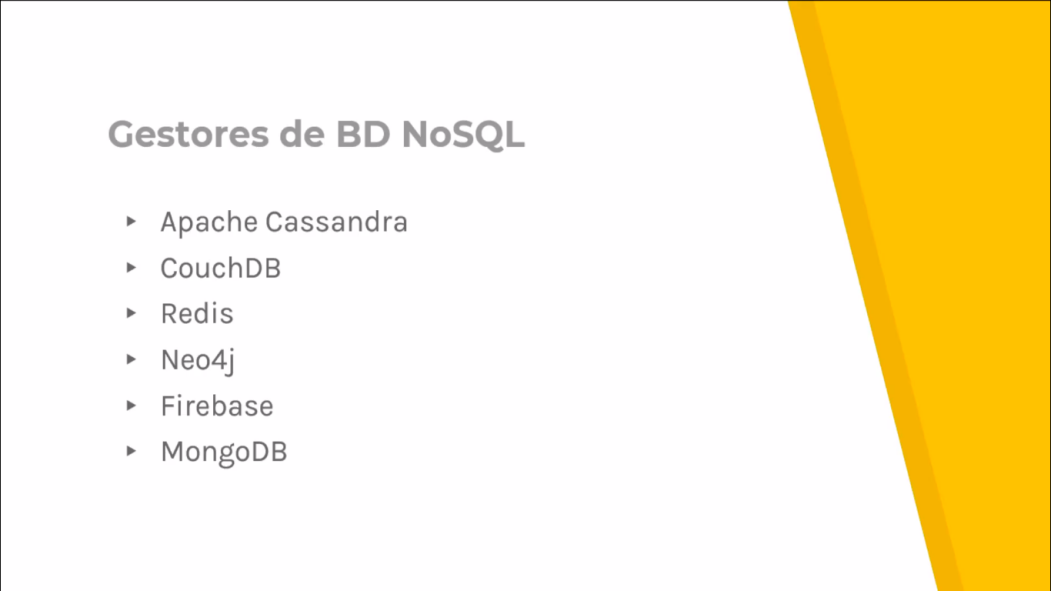 Gestores de BD NoSQL
Apache Cassandra
CouchDB
Redis
Neo4j
Firebase
MongoDB